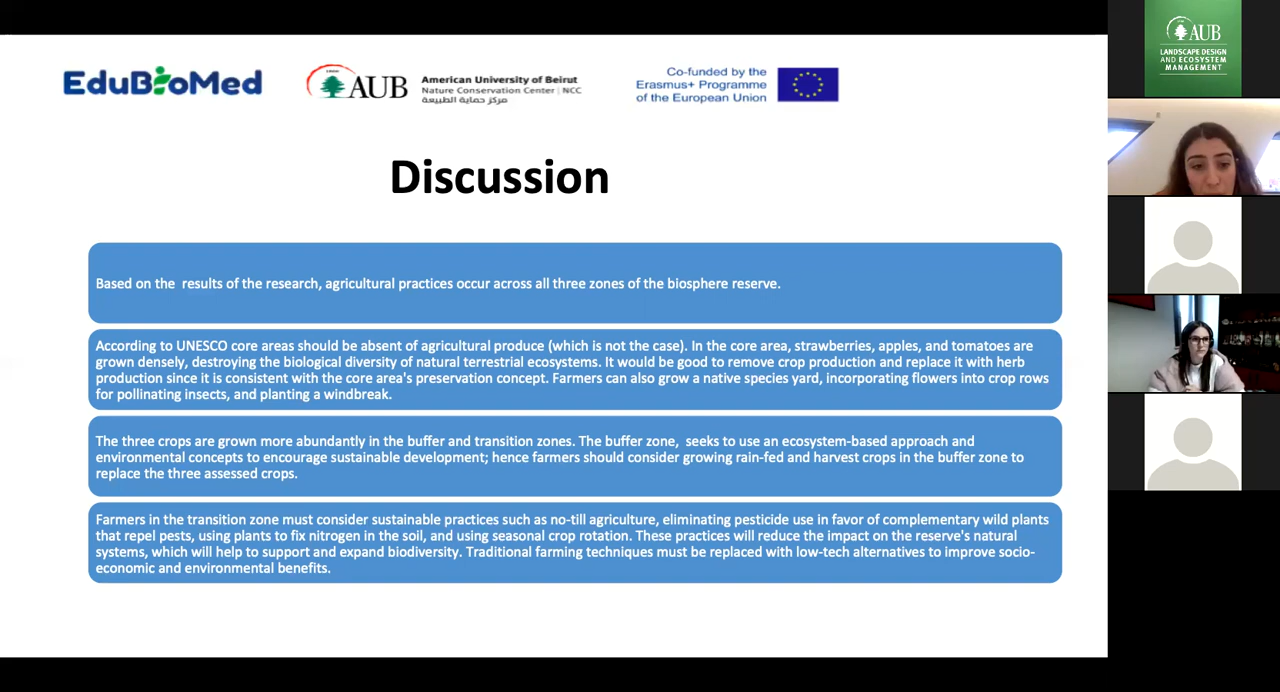 EduBioMed
1866
AUB
American University of Beirut
Nature Conservation Center | NCC
مركز حماية الطبيعة
Co-funded by the
Erasmus+ Programme
of the European Union
Discussion
Based on the  results of the research, agricultural practices occur across all three zones of the biosphere reserve.
According to UNESCO core areas should be absent of agricultural produce (which is not the case). In the core area, strawberries, apples, and tomatoes are
grown densely, destroying the biological diversity of natural terrestrial ecosystems. It would be good to remove crop production and replace it with herb
production since it is consistent with the core area's preservation concept. Farmers can also grow a native species yard, incorporating flowers into crop rows
for pollinating insects, and planting a windbreak.
The three crops are grown more abundantly in the buffer and transition zones. The buffer zone,  seeks to use an ecosystem-based approach and
environmental concepts to encourage sustainable development; hence farmers should consider growing rain-fed and harvest crops in the buffer zone to
replace the three assessed crops.
Farmers in the transition zone must consider sustainable practices such as no-till agriculture, eliminating pesticide use in favor of complementary wild plants
that repel pests, using plants to fix nitrogen in the soil, and using seasonal crop rotation. These practices will reduce the impact on the reserve's natural
systems, which will help to support and expand biodiversity. Traditional farming techniques must be replaced with low-tech alternatives to improve socio-
economic and environmental benefits.
AUB
LANDSCAPE DESIGN
AND ECOSYSTEM
MANAGEMENT